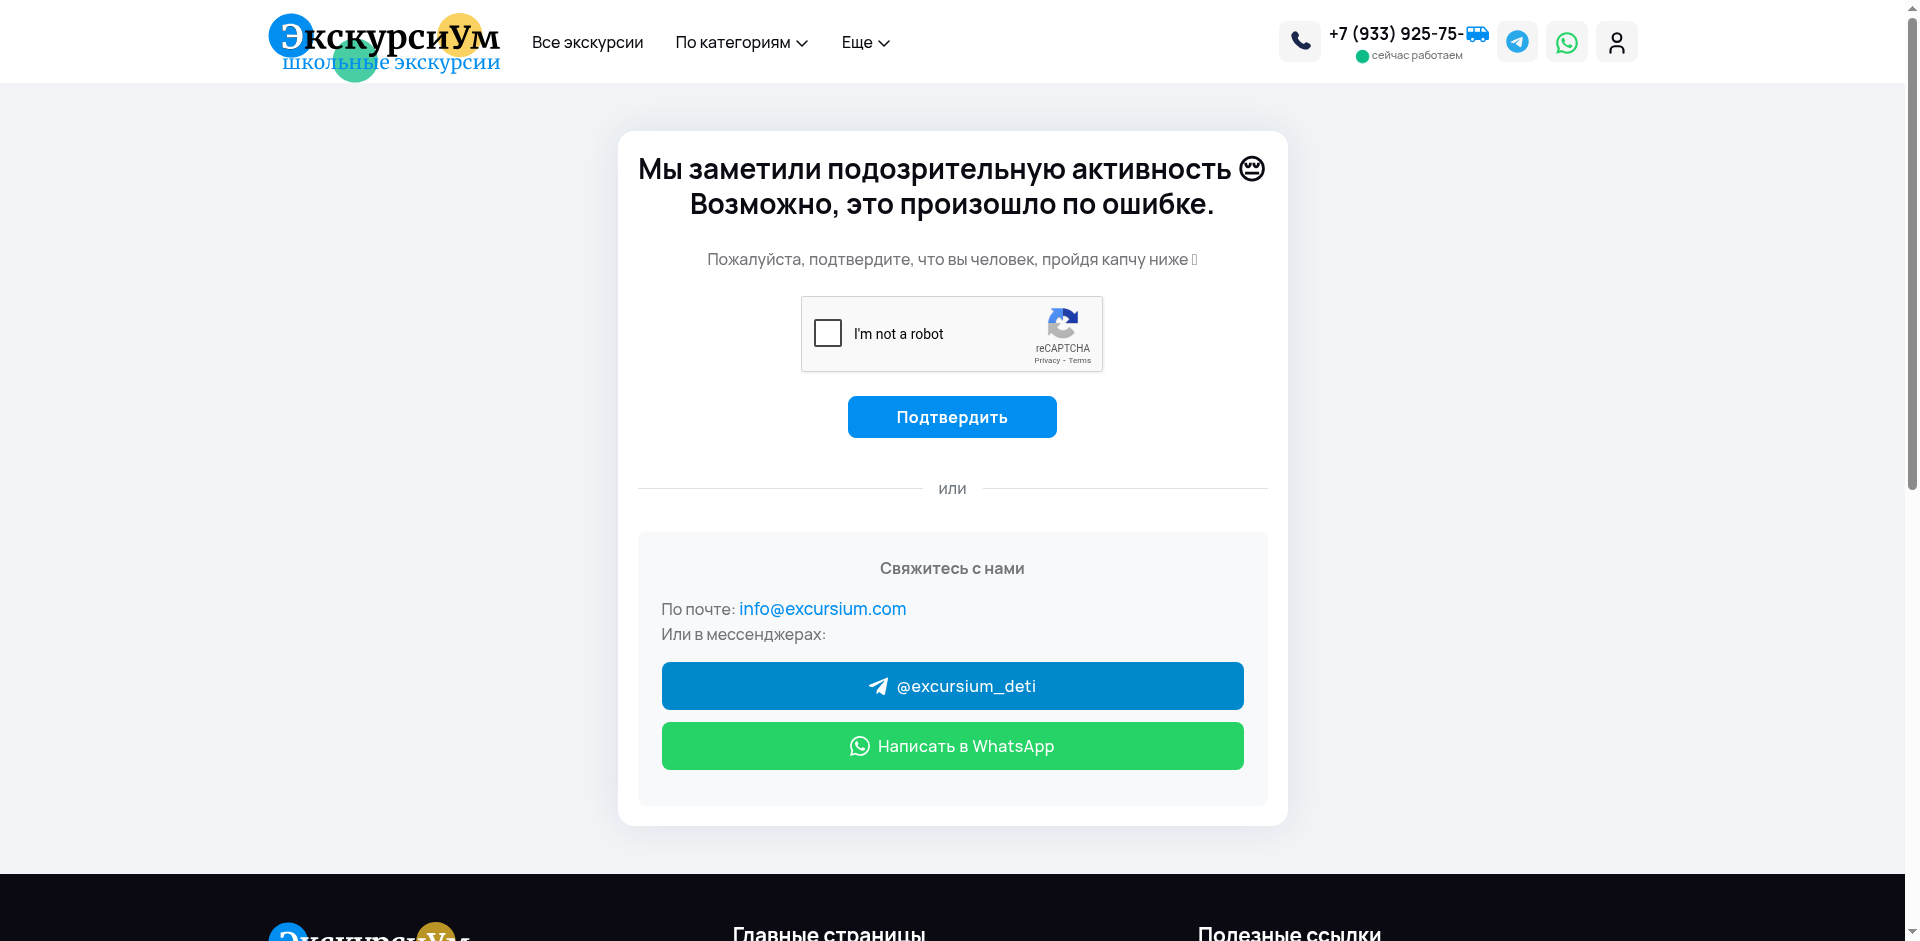 ЭкскурсиУм
школьные экскурсии
Все экскурсии
По категориям
Еще
+7 (933) 925-75-
сейчас работаем
Мы заметили подозрительную активность 😔
Возможно, это произошло по ошибке.
Пожалуйста, подтвердите, что вы человек, пройдя капчу ниже
I'm not a robot
reCAPTCHA
Privacy - Terms
Подтвердить
или
Свяжитесь с нами
По почте: info@excursium.com
Или в мессенджерах:
@excursium_deti
Написать в WhatsApp
ЭкскурсиУм
Главные страницы
Полезные ссылки